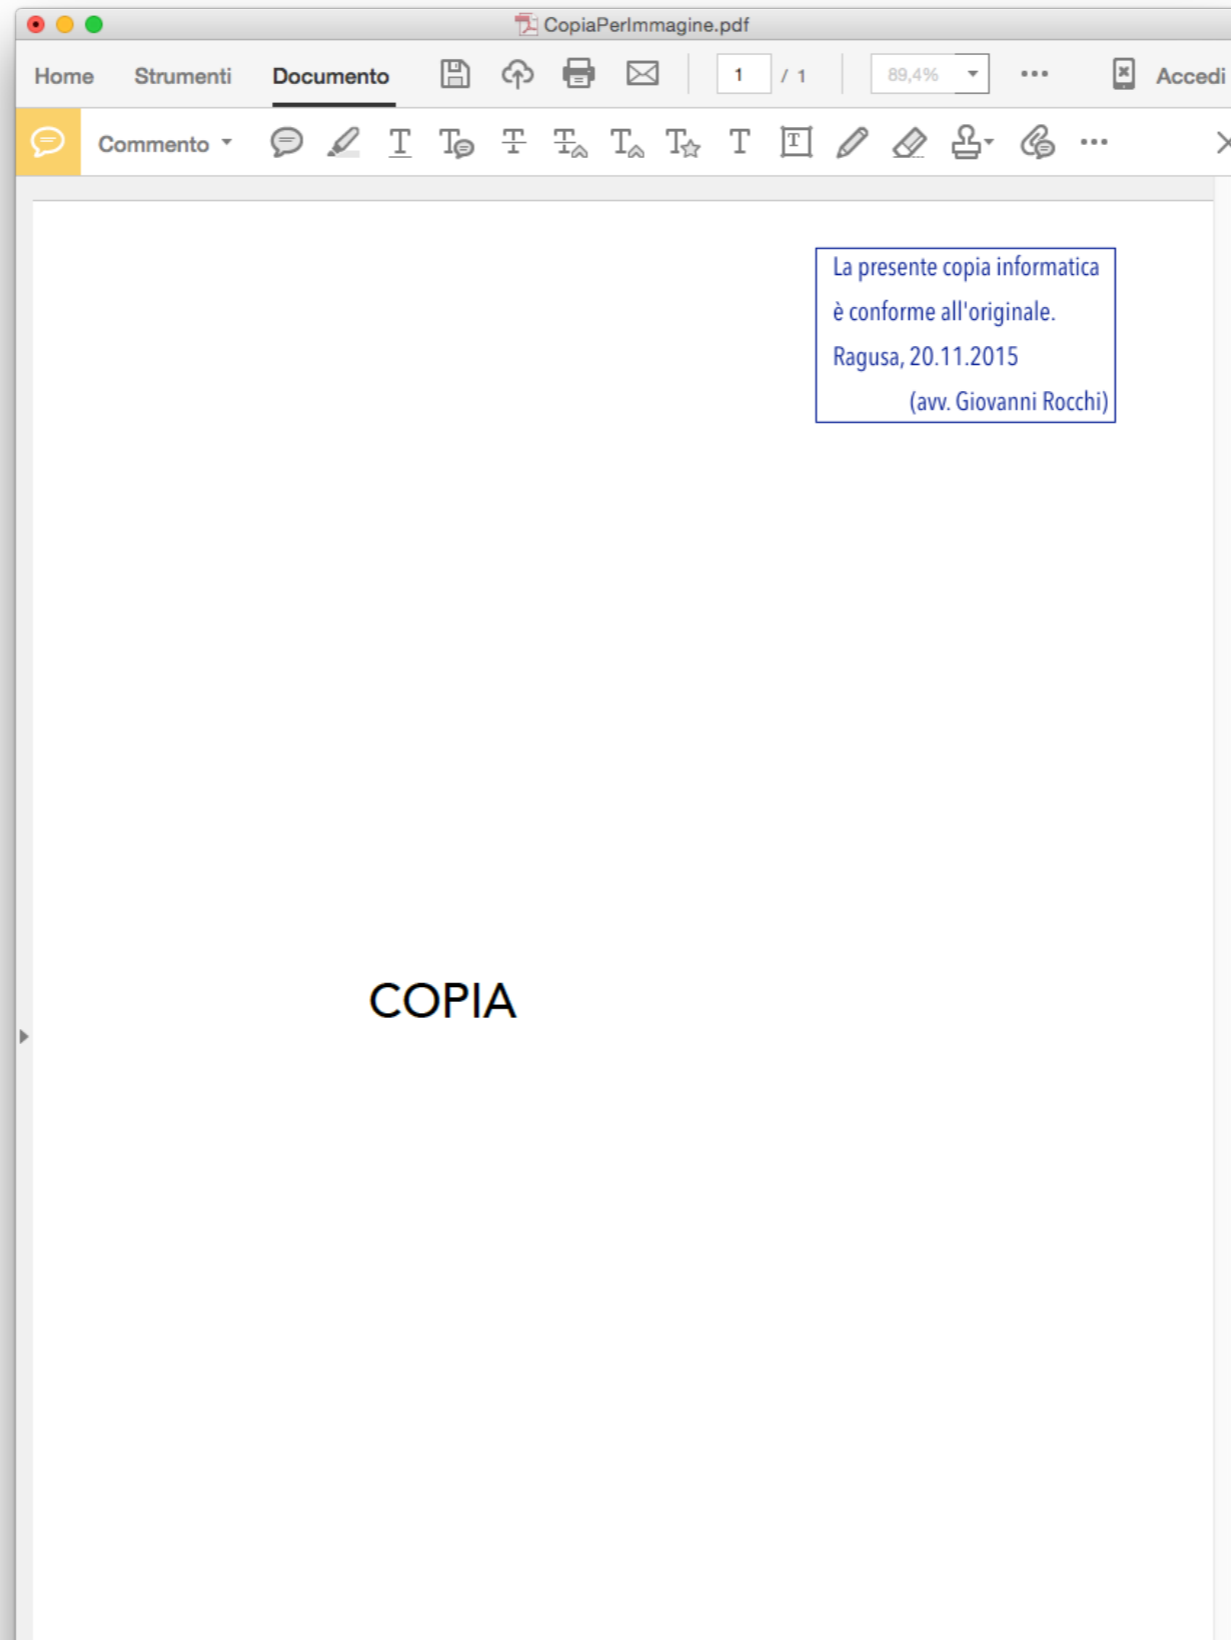 CopiaPerImmagine.pdf
Home Strumenti Documento 1 / 1 89,4% Accedi
Commento
La presente copia informatica
è conforme all'originale.
Ragusa, 20.11.2015
(avv. Giovanni Rocchi)
COPIA